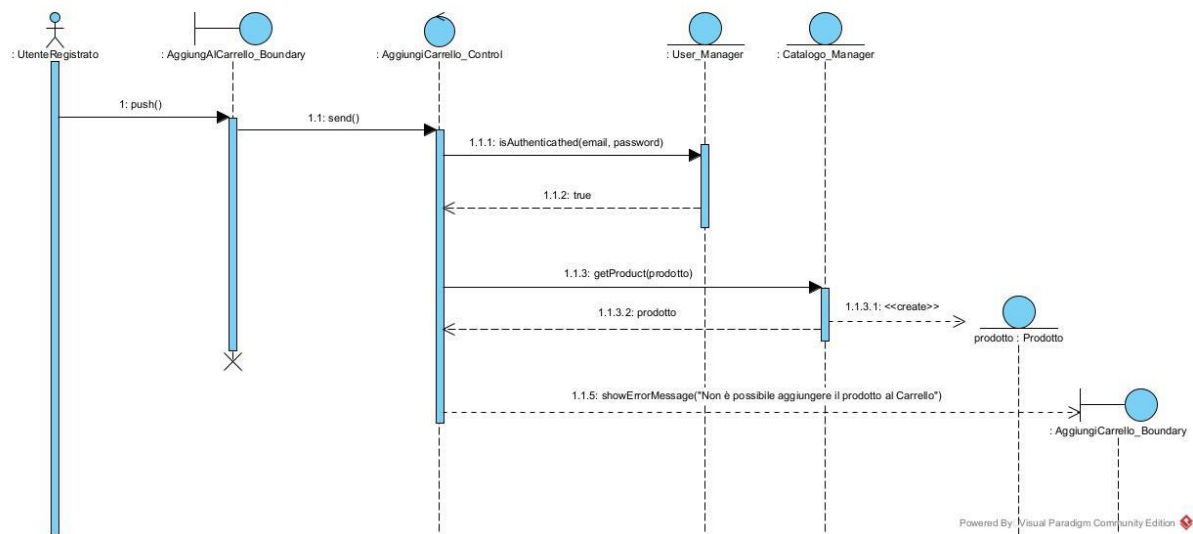 : UtenteRegistrato
: AggiungAlCarrello_Boundary
: AggiungiCarrello_Control
: User_Manager
: Catalogo_Manager
1: push()
1.1: send()
1.1.1: isAuthenticathed(email, password)
1.1.2: true
1.1.3: getProduct(prodotto)
1.1.3.1: <<create>>
1.1.3.2: prodotto
prodotto : Prodotto
1.1.5: showErrorMessage("Non è possibile aggiungere il prodotto al Carrello")
: AggiungiCarrello_Boundary
Powered By Visual Paradigm Community Edition